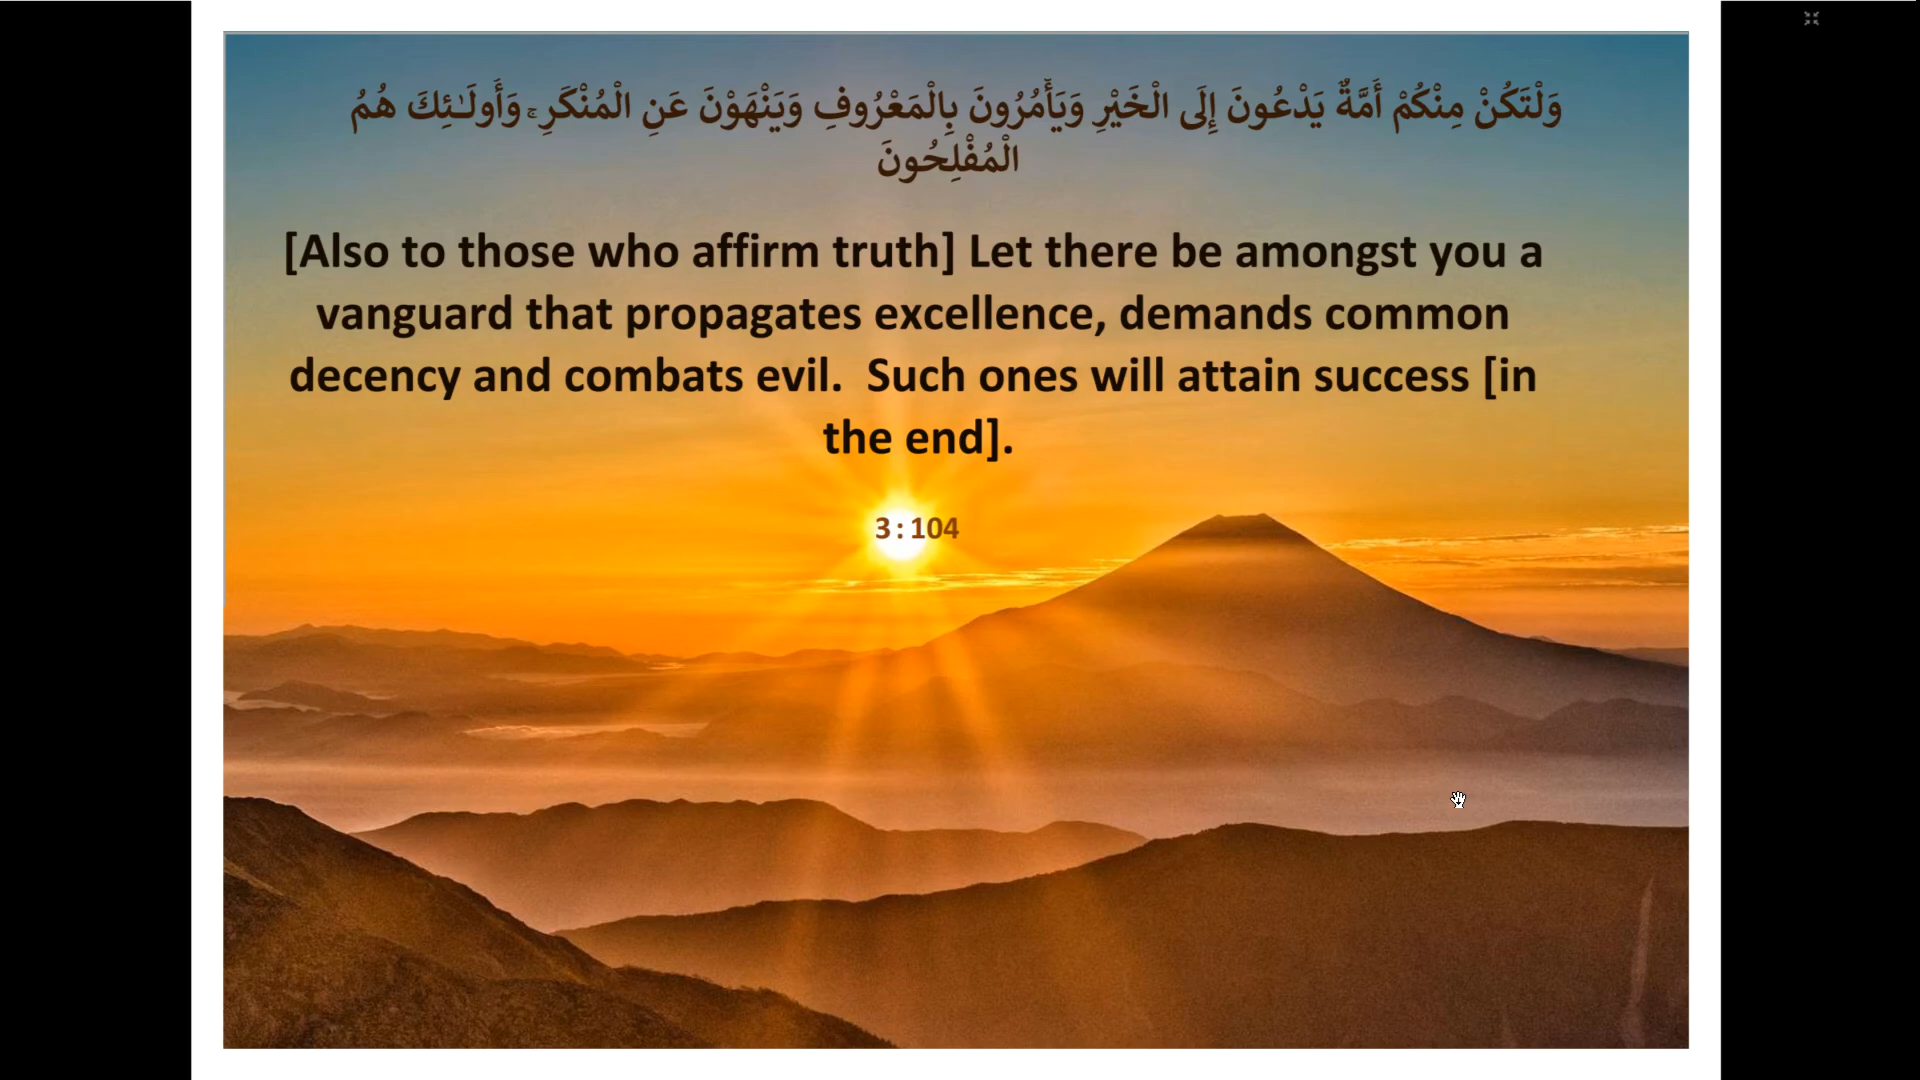 وَلْتَكُنْ مِنْكُمْ أَمَّةٌ يَدْعُونَ إِلَى الْخَيْرِ وَيَأْمُرُونَ بِالْمَعْرُوفِ وَيَنْهَوْنَ عَنِ الْمُنْكَرِ ۚ وَأَولَـٰئِكَ هُمُ
الْمُفْلِحُونَ
[Also to those who affirm truth] Let there be amongst you a
vanguard that propagates excellence, demands common
decency and combats evil.  Such ones will attain success [in
the end].
3:104